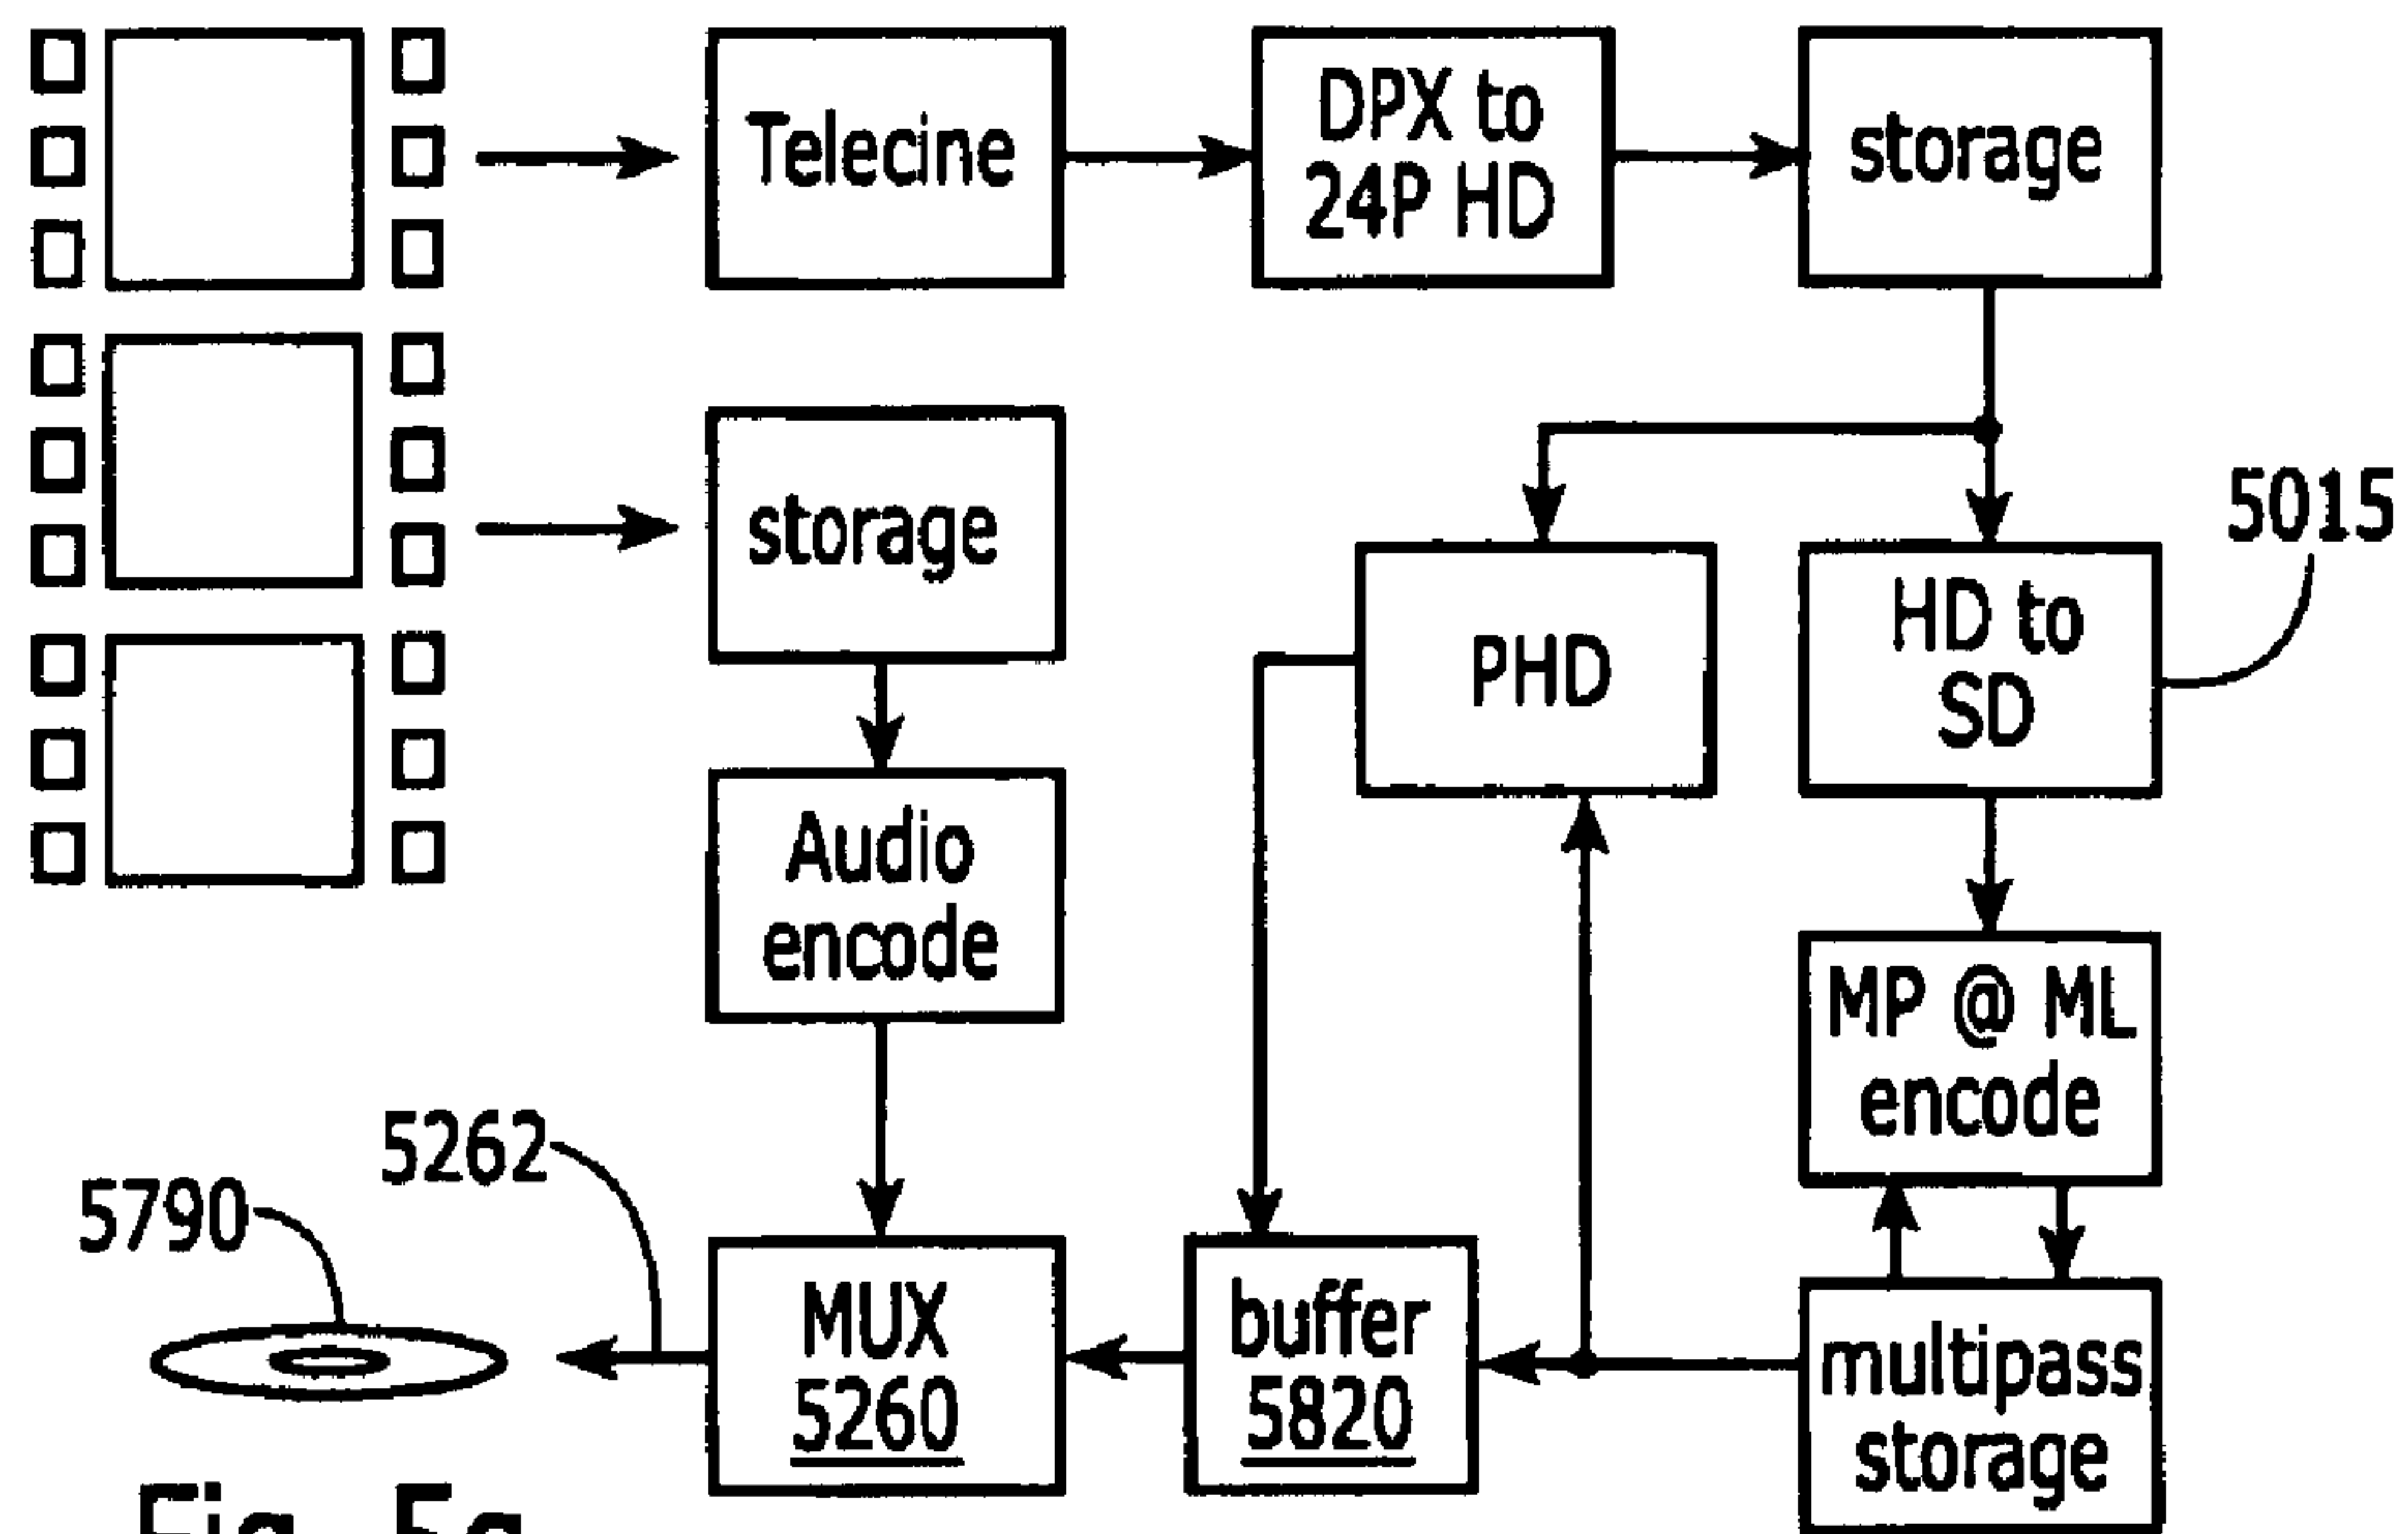 Telecine
DPX to
24P HD
storage
storage
5015
PHD
HD to
SD
Audio
encode
MP @ ML
encode
5262
5790
MUX
5260
buffer
5820
multipass
storage
Fig.